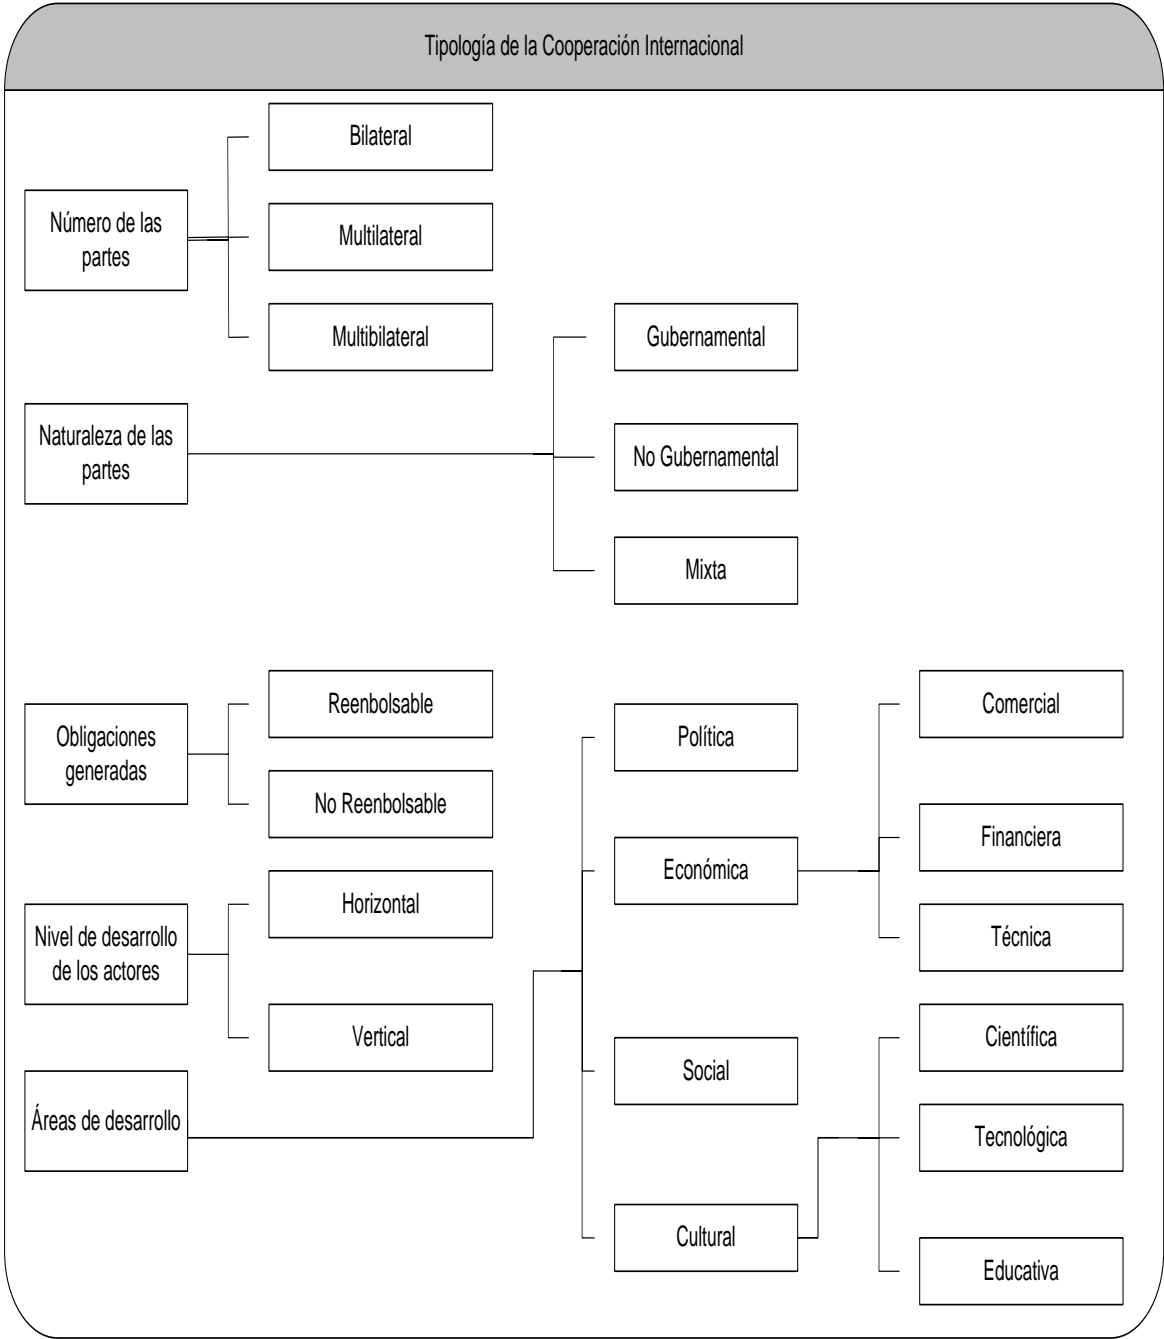 Tipología de la Cooperación Internacional
Número de las
partes
Bilateral
Multilateral
Multibilateral
Naturaleza de las
partes
Gubernamental
No Gubernamental
Mixta
Obligaciones
generadas
Reenbolsable
No Reenbolsable
Nivel de desarrollo
de los actores
Horizontal
Vertical
Áreas de desarrollo
Política
Económica
Comercial
Financiera
Técnica
Social
Cultural
Científica
Tecnológica
Educativa